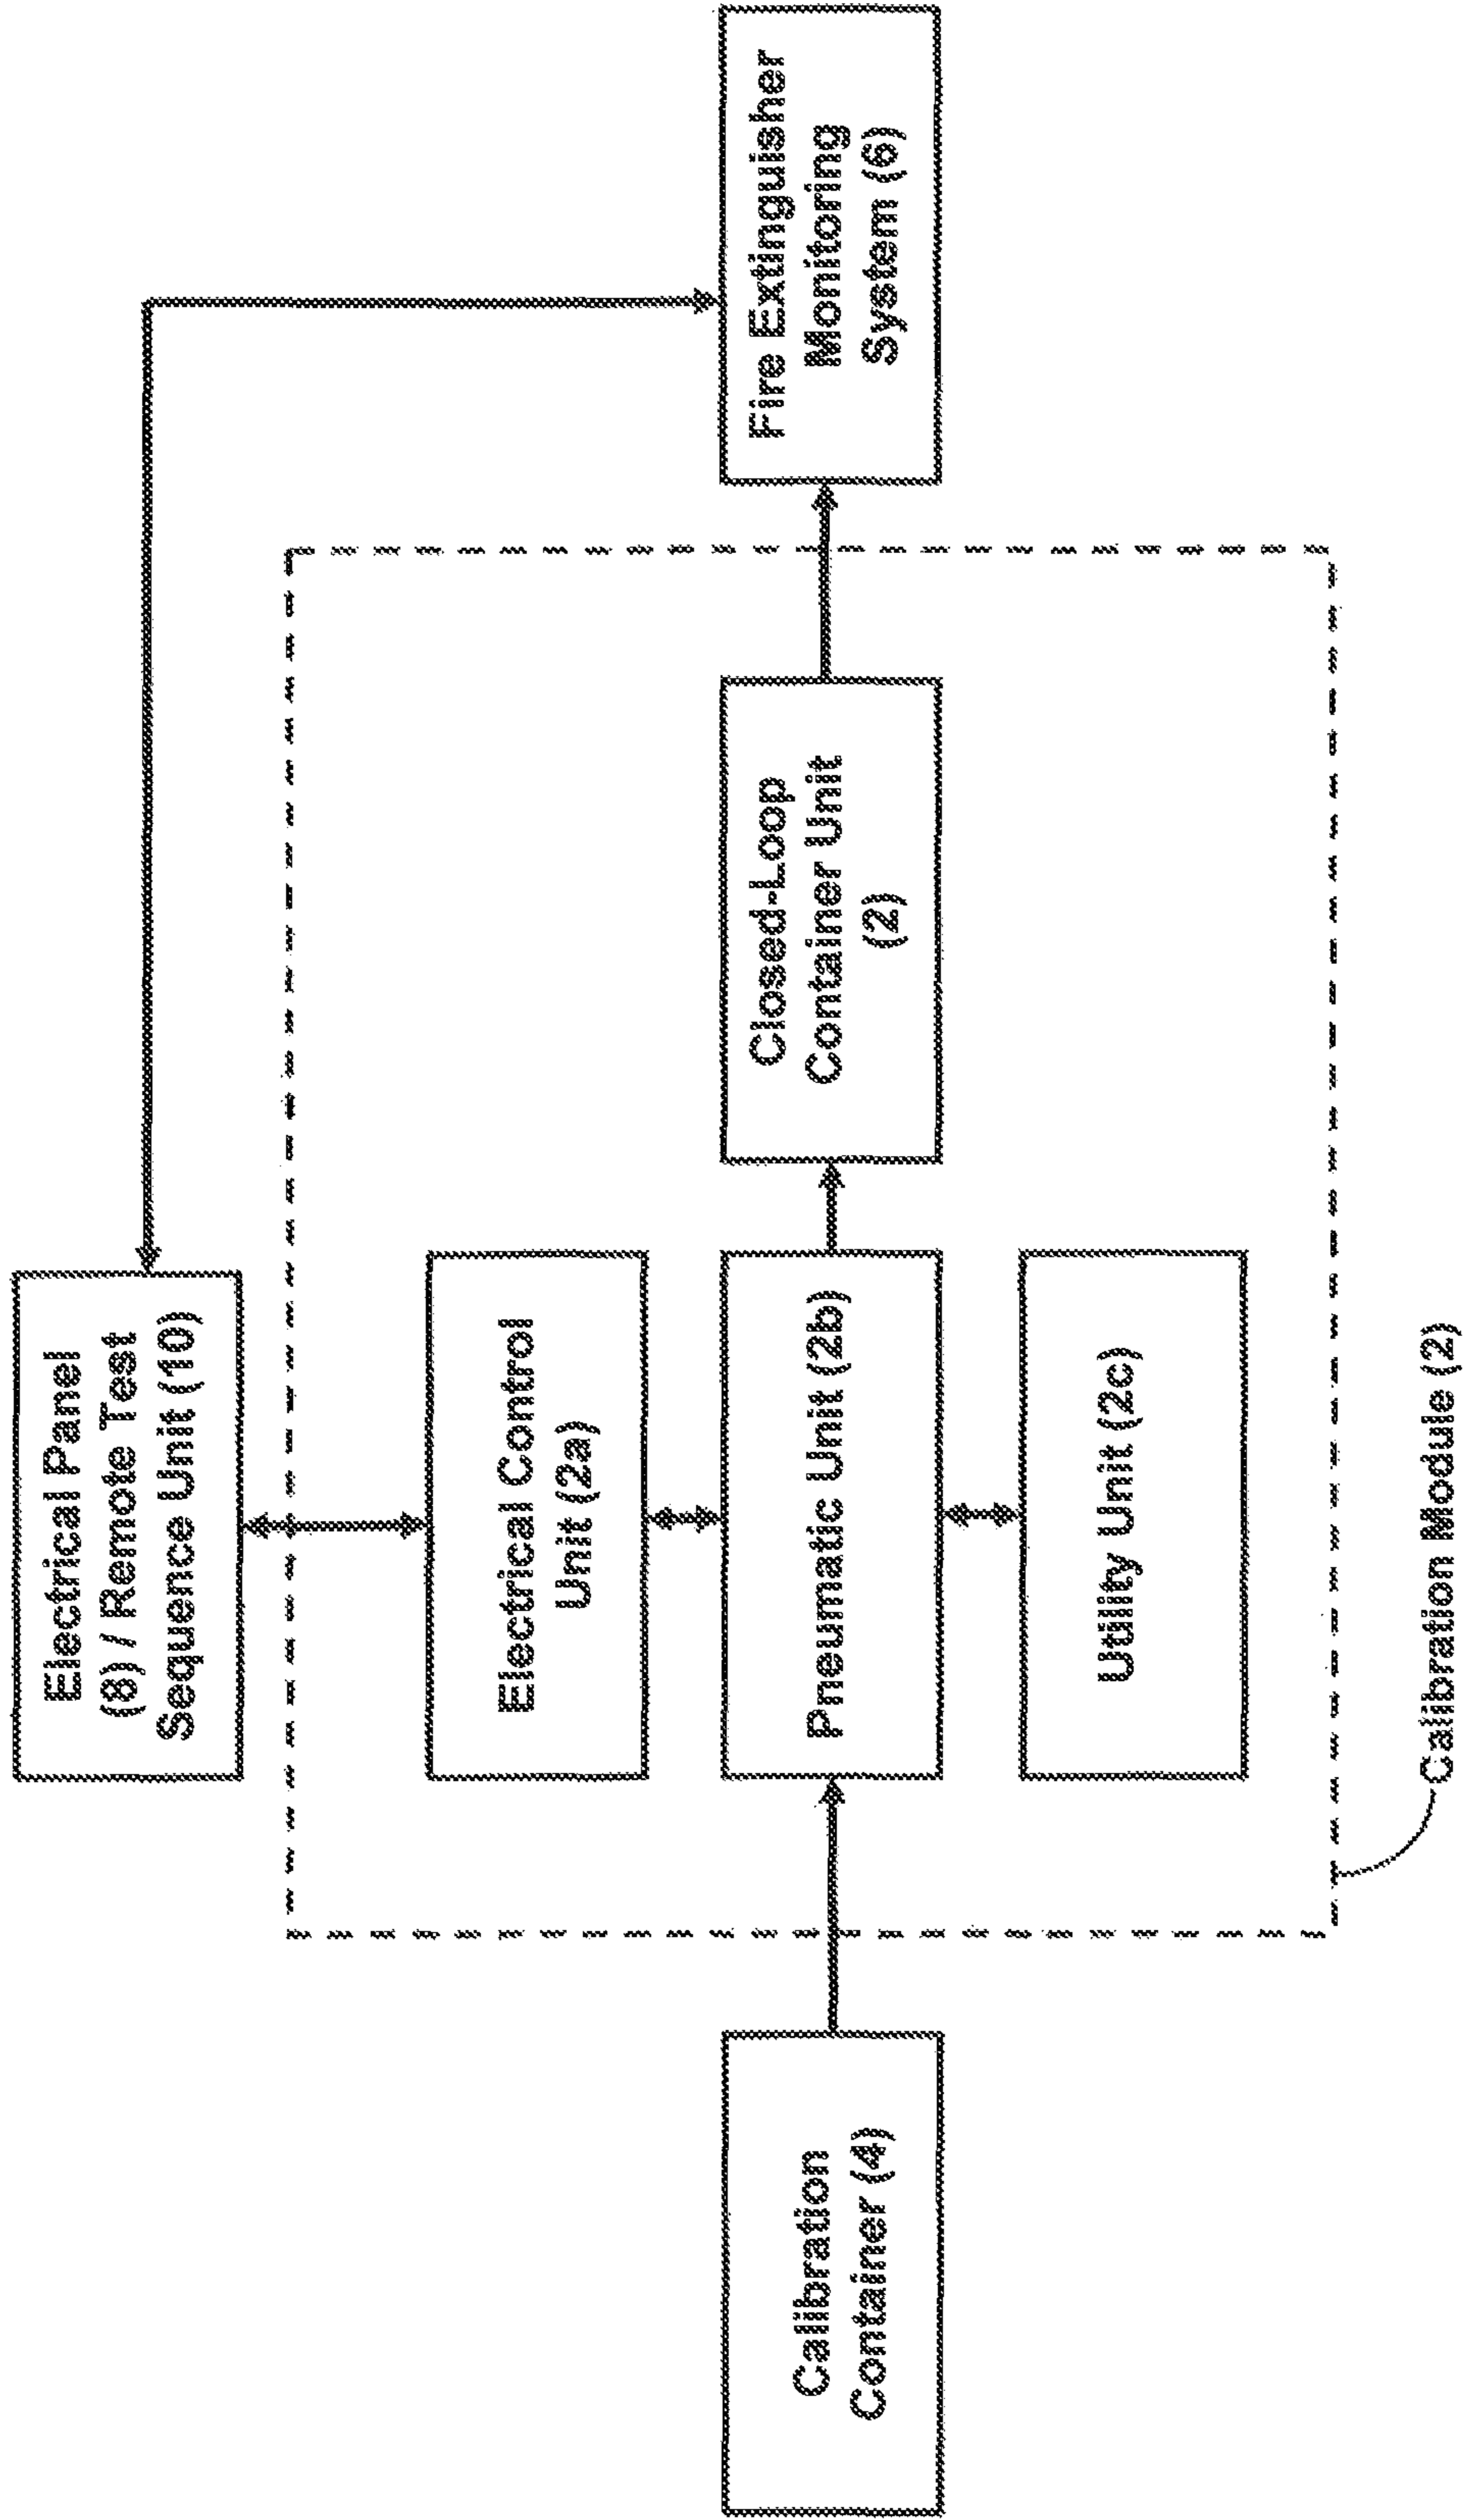 Electrical Panel
(8) / Remote Test
Sequence Unit (10)
Electrical Control
Unit (2a)
Calibration
Container (4)
Pneumatic Unit (2b)
Closed-Loop
Container Unit
(2)
Fire Extinguisher
Monitoring
System (6)
Utility Unit (2c)
Calibration Module (2)